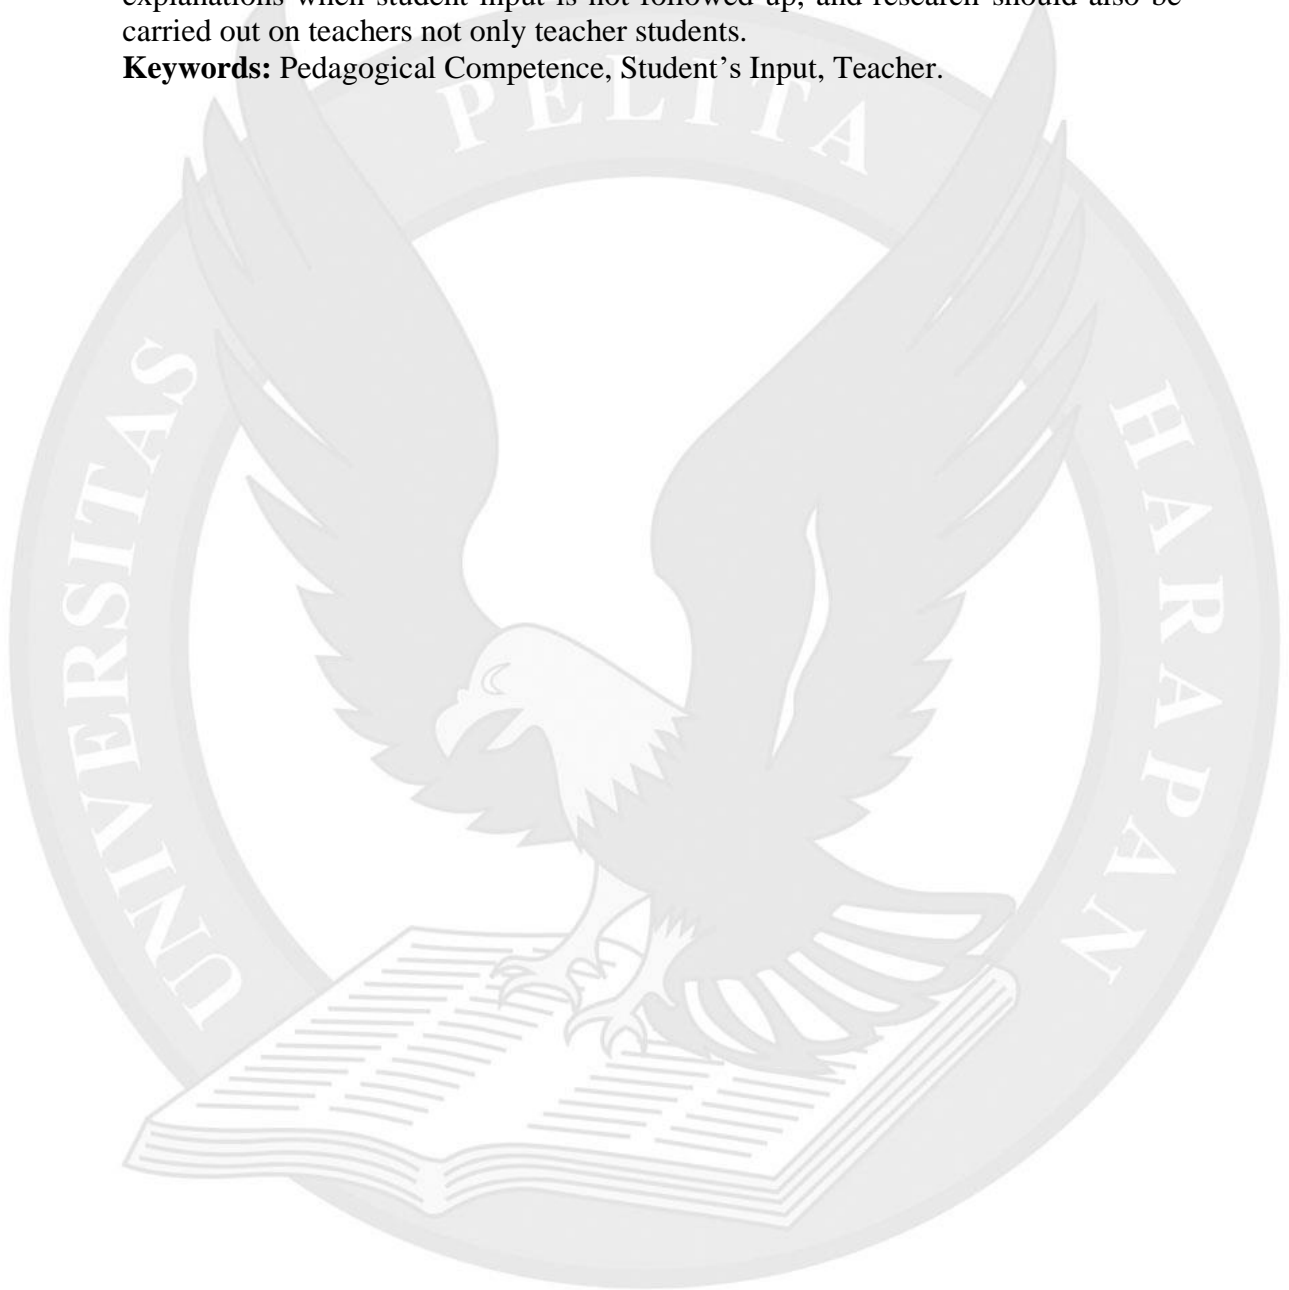 explanations when student input is not followed up, and research should also be
carried out on teachers not only teacher students.
Keywords: Pedagogical Competence, Student’s Input, Teacher.
UNIVERSITAS PELITA HARAPAN